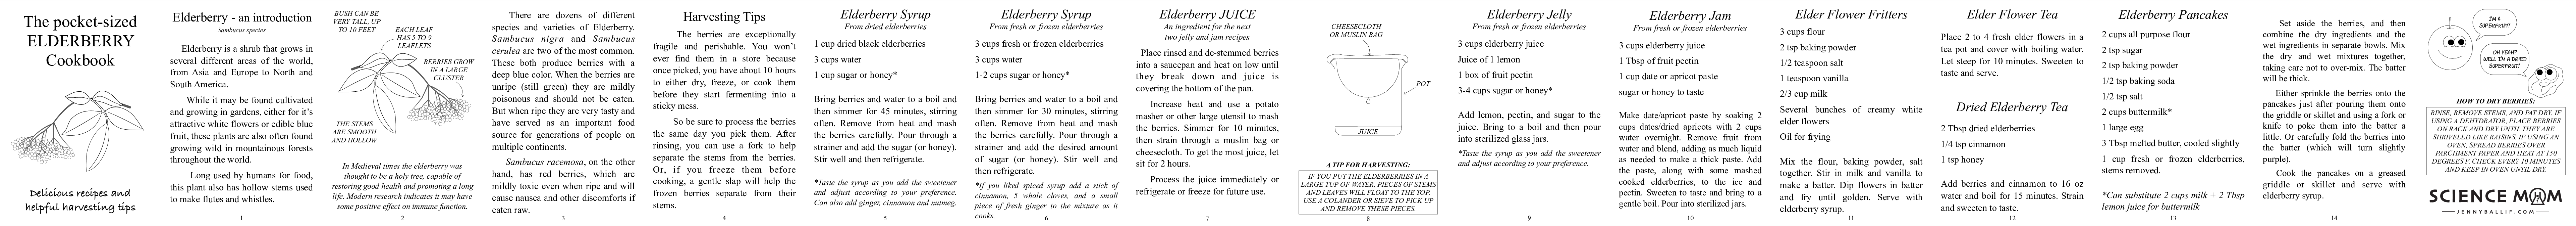 The pocket-sized
ELDERBERRY
Cookbook
Delicious recipes and
helpful harvesting tips
Elderberry - an introduction
Sambucus species
Elderberry is a shrub that grows in
several different areas of the world,
from Asia and Europe to North and
South America.
While it may be found cultivated
and growing in gardens, either for it's
attractive white flowers or edible blue
fruit, these plants are also often found
growing wild in mountainous forests
throughout the world.
Long used by humans for food,
this plant also has hollow stems used
to make flutes and whistles.
1
BUSH CAN BE
VERY TALL, UP
TO 10 FEET
EACH LEAF
HAS 5 TO 9
LEAFLETS
BERRIES GROW
IN A LARGE
CLUSTER
THE STEMS
ARE SMOOTH
AND HOLLOW
In Medieval times the elderberry was
thought to be a holy tree, capable of
restoring good health and promoting a long
life. Modern research indicates it may have
some positive effect on immune function.
2
There are dozens of different
species and varieties of Elderberry.
Sambucus nigra and Sambucus
cerulea are two of the most common.
These both produce berries with a
deep blue color. When the berries are
unripe (still green) they are mildly
poisonous and should not be eaten.
But when ripe they are very tasty and
have served as an important food
source for generations of people on
multiple continents.
Sambucus racemosa, on the other
hand, has red berries, which are
mildly toxic even when ripe and will
cause nausea and other discomforts if
eaten raw.
3
Harvesting Tips
The berries are exceptionally
fragile and perishable. You won't
ever find them in a store because
once picked, you have about 10 hours
to either dry, freeze, or cook them
before they start fermenting into a
sticky mess.
So be sure to process the berries
the same day you pick them. After
rinsing, you can use a fork to help
separate the stems from the berries.
Or, if you freeze them before
cooking, a gentle slap will help the
frozen berries separate from their
stems.
4
Elderberry Syrup
From dried elderberries
1 cup dried black elderberries
3 cups water
1 cup sugar or honey*
Bring berries and water to a boil and
then simmer for 45 minutes, stirring
often. Remove from heat and mash
the berries carefully. Pour through a
strainer and add the sugar (or honey).
Stir well and then refrigerate.
*Taste the syrup as you add the sweetener
and adjust according to your preference.
Can also add ginger, cinnamon and nutmeg.
5
Elderberry Syrup
From fresh or frozen elderberries
3 cups fresh or frozen elderberries
3 cups water
1-2 cups sugar or honey*
Bring berries and water to a boil and
then simmer for 30 minutes, stirring
often. Remove from heat and mash
the berries carefully. Pour through a
strainer and add the desired amount
of sugar (or honey). Stir well and
then refrigerate.
*If you liked spiced syrup add a stick of
cinnamon, 5 whole cloves, and a small
piece of fresh ginger to the mixture as it
cooks.
6
Elderberry JUICE
An ingredient for the next
two jelly and jam recipes
Place rinsed and de-stemmed berries
into a saucepan and heat on low until
they break down and juice is
covering the bottom of the pan.
Increase heat and use a potato
masher or other large utensil to mash
the berries. Simmer for 10 minutes,
then strain through a muslin bag or
cheesecloth. To get the most juice, let
sit for 2 hours.
Process the juice immediately or
refrigerate or freeze for future use.
7
CHEESECLOTH
OR MUSLIN BAG
POT
JUICE
A TIP FOR HARVESTING:
IF YOU PUT THE ELDERBERRIES IN A
LARGE TUP OF WATER, PIECES OF STEMS
AND LEAVES WILL FLOAT TO THE TOP.
USE A COLANDER OR SIEVE TO PICK UP
AND REMOVE THESE PIECES.
8
Elderberry Jelly
From fresh or frozen elderberries
3 cups elderberry juice
Juice of 1 lemon
1 box of fruit pectin
3-4 cups sugar or honey*
Add lemon, pectin, and sugar to the
juice. Bring to a boil and then pour
into sterilized glass jars.
*Taste the syrup as you add the sweetener
and adjust according to your preference.
9
Elderberry Jam
From fresh or frozen elderberries
3 cups elderberry juice
1 Tbsp of fruit pectin
1 cup date or apricot paste
sugar or honey to taste
Make date/apricot paste by soaking 2
cups dates/dried apricots with 2 cups
warm water. Remove fruit from
water and blend, adding as much liquid
as needed to make a thick paste. Add
the paste, along with some mashed
cooked elderberries, to the ice and
pectin. Sweeten to taste and bring to a
gentle boil. Pour into sterilized jars.
10
Elder Flower Fritters
3 cups flour
2 tsp baking powder
1/2 teaspoon salt
1 teaspoon vanilla
2/3 cup milk
Several bunches of creamy white
elder flowers
Oil for frying
Mix the flour, baking powder, salt
together. Stir in milk and vanilla to
make a batter. Dip flowers in batter
and fry until golden. Serve with
elderberry syrup.
11
Elder Flower Tea
Place 2 to 4 fresh elder flowers in a
tea pot and cover with boiling water.
Let steep for 10 minutes. Sweeten to
taste and serve.
Dried Elderberry Tea
2 Tbsp dried elderberries
1/4 tsp cinnamon
1 tsp honey
Add berries and cinnamon to 16 oz
water and boil for 15 minutes. Strain
and sweeten to taste.
12
Elderberry Pancakes
2 cups all purpose flour
2 tsp sugar
2 tsp baking powder
1/2 tsp baking soda
1/2 tsp salt
2 cups buttermilk*
1 large egg
3 Tbsp melted butter, cooled slightly
1 cup fresh or frozen elderberries,
stems removed.
*Can substitute 2 cups milk + 2 Tbsp
lemon juice for buttermilk
13
Set aside the berries, and then
combine the dry ingredients and the
wet ingredients in separate bowls. Mix
the dry and wet mixtures together,
taking care not to over-mix. The batter
will be thick.
Either sprinkle the berries onto the
pancakes just after pouring them onto
the griddle or skillet and using a fork or
knife to poke them into the batter a
little. Or carefully fold the berries into
the batter (which will turn slightly
purple).
Cook the pancakes on a greased
griddle or skillet and serve with
elderberry syrup.
14
I'M A
SUPERFRUIT!
OH YEAH?
WELL I'M A DRIED
SUPERFRUIT!
HOW TO DRY BERRIES:
RINSE, REMOVE STEMS, AND PAT DRY. IF
USING A DEHYDRATOR, PLACE BERRIES
ON RACK AND DRY UNTIL THEY ARE
SHRIVELED LIKE RAISINS. IF USING AN
OVEN, SPREAD BERRIES OVER
PARCHMENT PAPER AND HEAT AT 150
DEGREES F. CHECK EVERY 10 MINUTES
AND KEEP IN OVEN UNTIL DRY.
SCIENCE MOM
JENNYBALLIF.COM